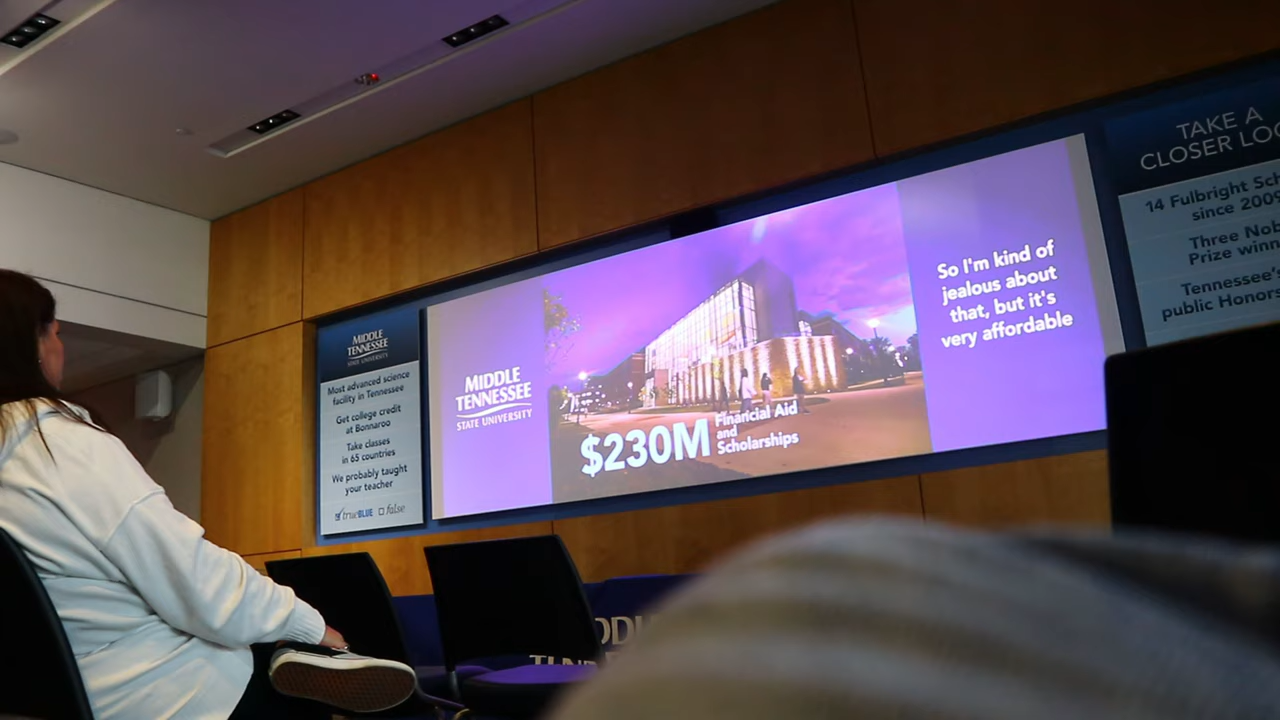 MIDDLE
TENNESSEE
STATE UNIVERSITY
Most advanced science
facility in Tennessee
Get college credit
at Bonnaroo
Take classes
in 65 countries
We probably taught
your teacher
trueBLUE false
MIDDLE
TENNESSEE
STATE UNIVERSITY
$230M
Financial Aid
and
Scholarships
So I'm kind of
jealous about
that, but it's
very affordable
TAKE A
CLOSER LOO
14 Fulbright Sch
since 2009
Three Nob
Prize winn
Tennessee's
public Honors